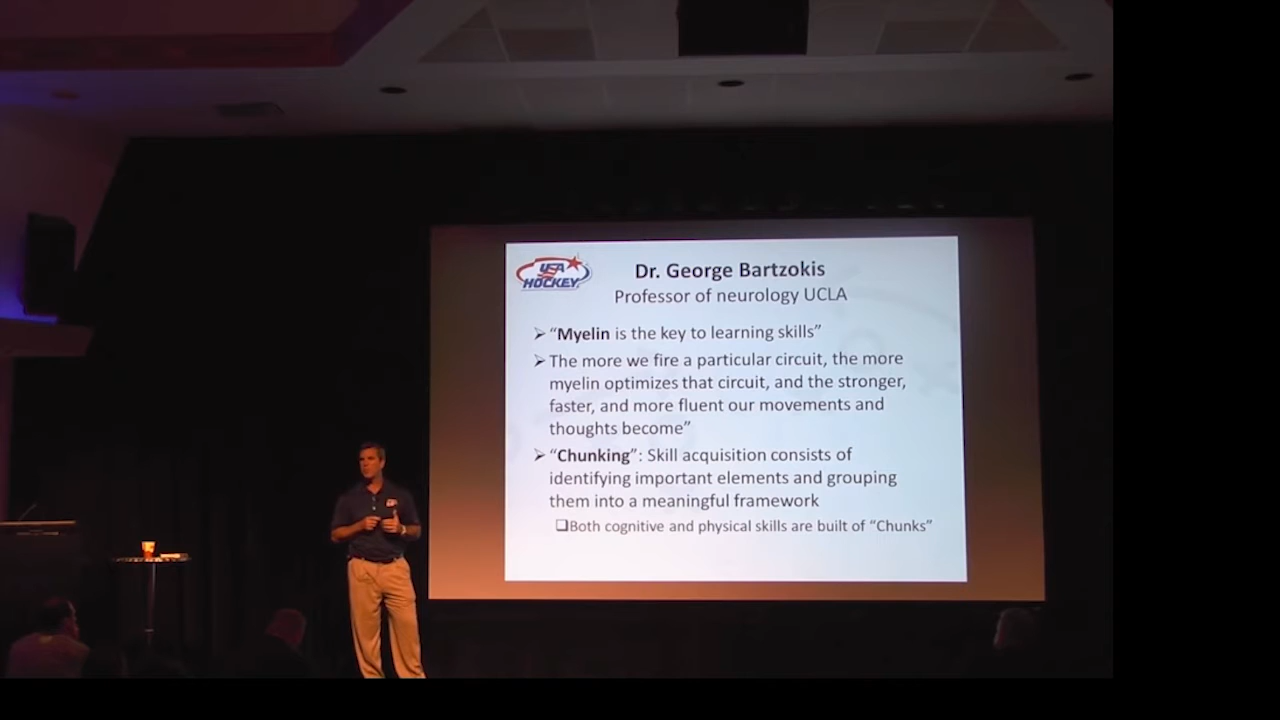 USA
HOCKEY
Dr. George Bartzokis
Professor of neurology UCLA
➢ “Myelin is the key to learning skills”
➢ The more we fire a particular circuit, the more
myelin optimizes that circuit, and the stronger,
faster, and more fluent our movements and
thoughts become”
➢ “Chunking”: Skill acquisition consists of
identifying important elements and grouping
them into a meaningful framework
❑Both cognitive and physical skills are built of “Chunks”